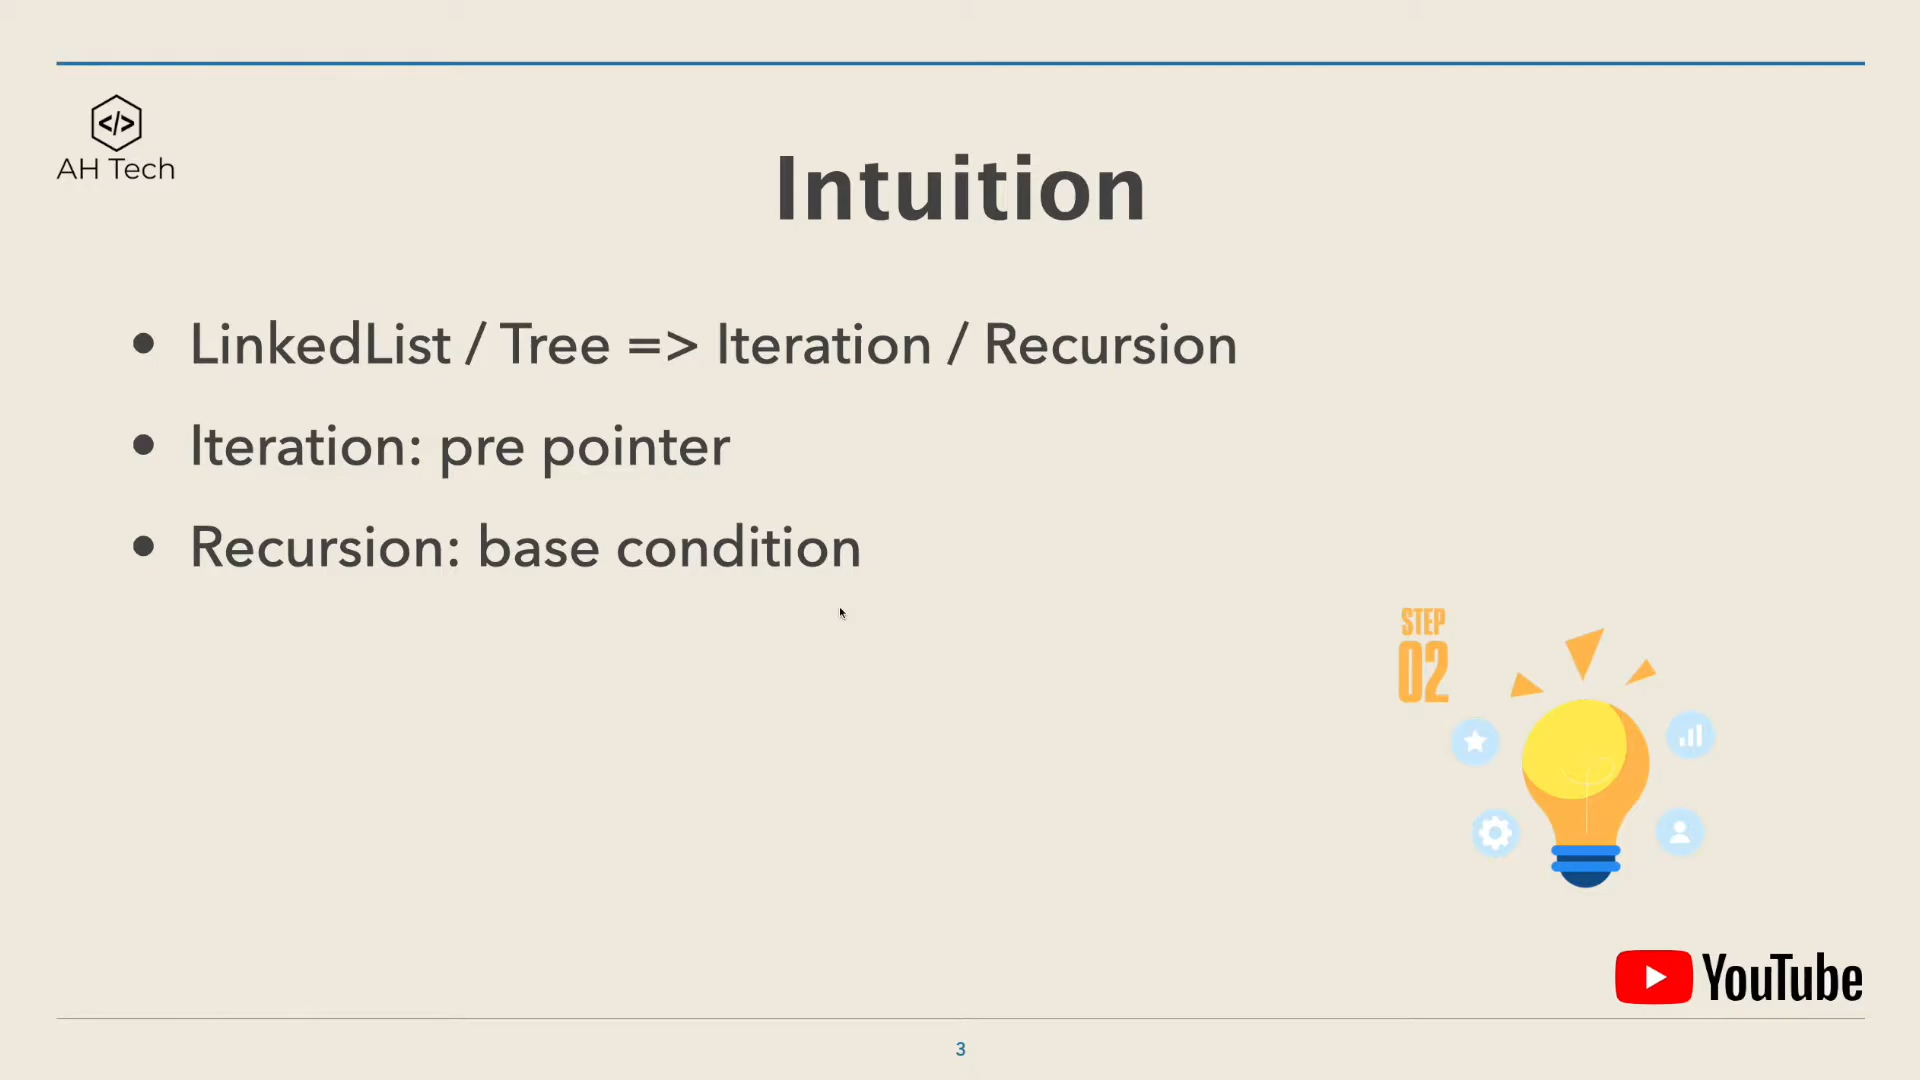 </>
AH Tech
Intuition
• LinkedList / Tree => Iteration / Recursion
• Iteration: pre pointer
• Recursion: base condition
STEP
02
YouTube
3